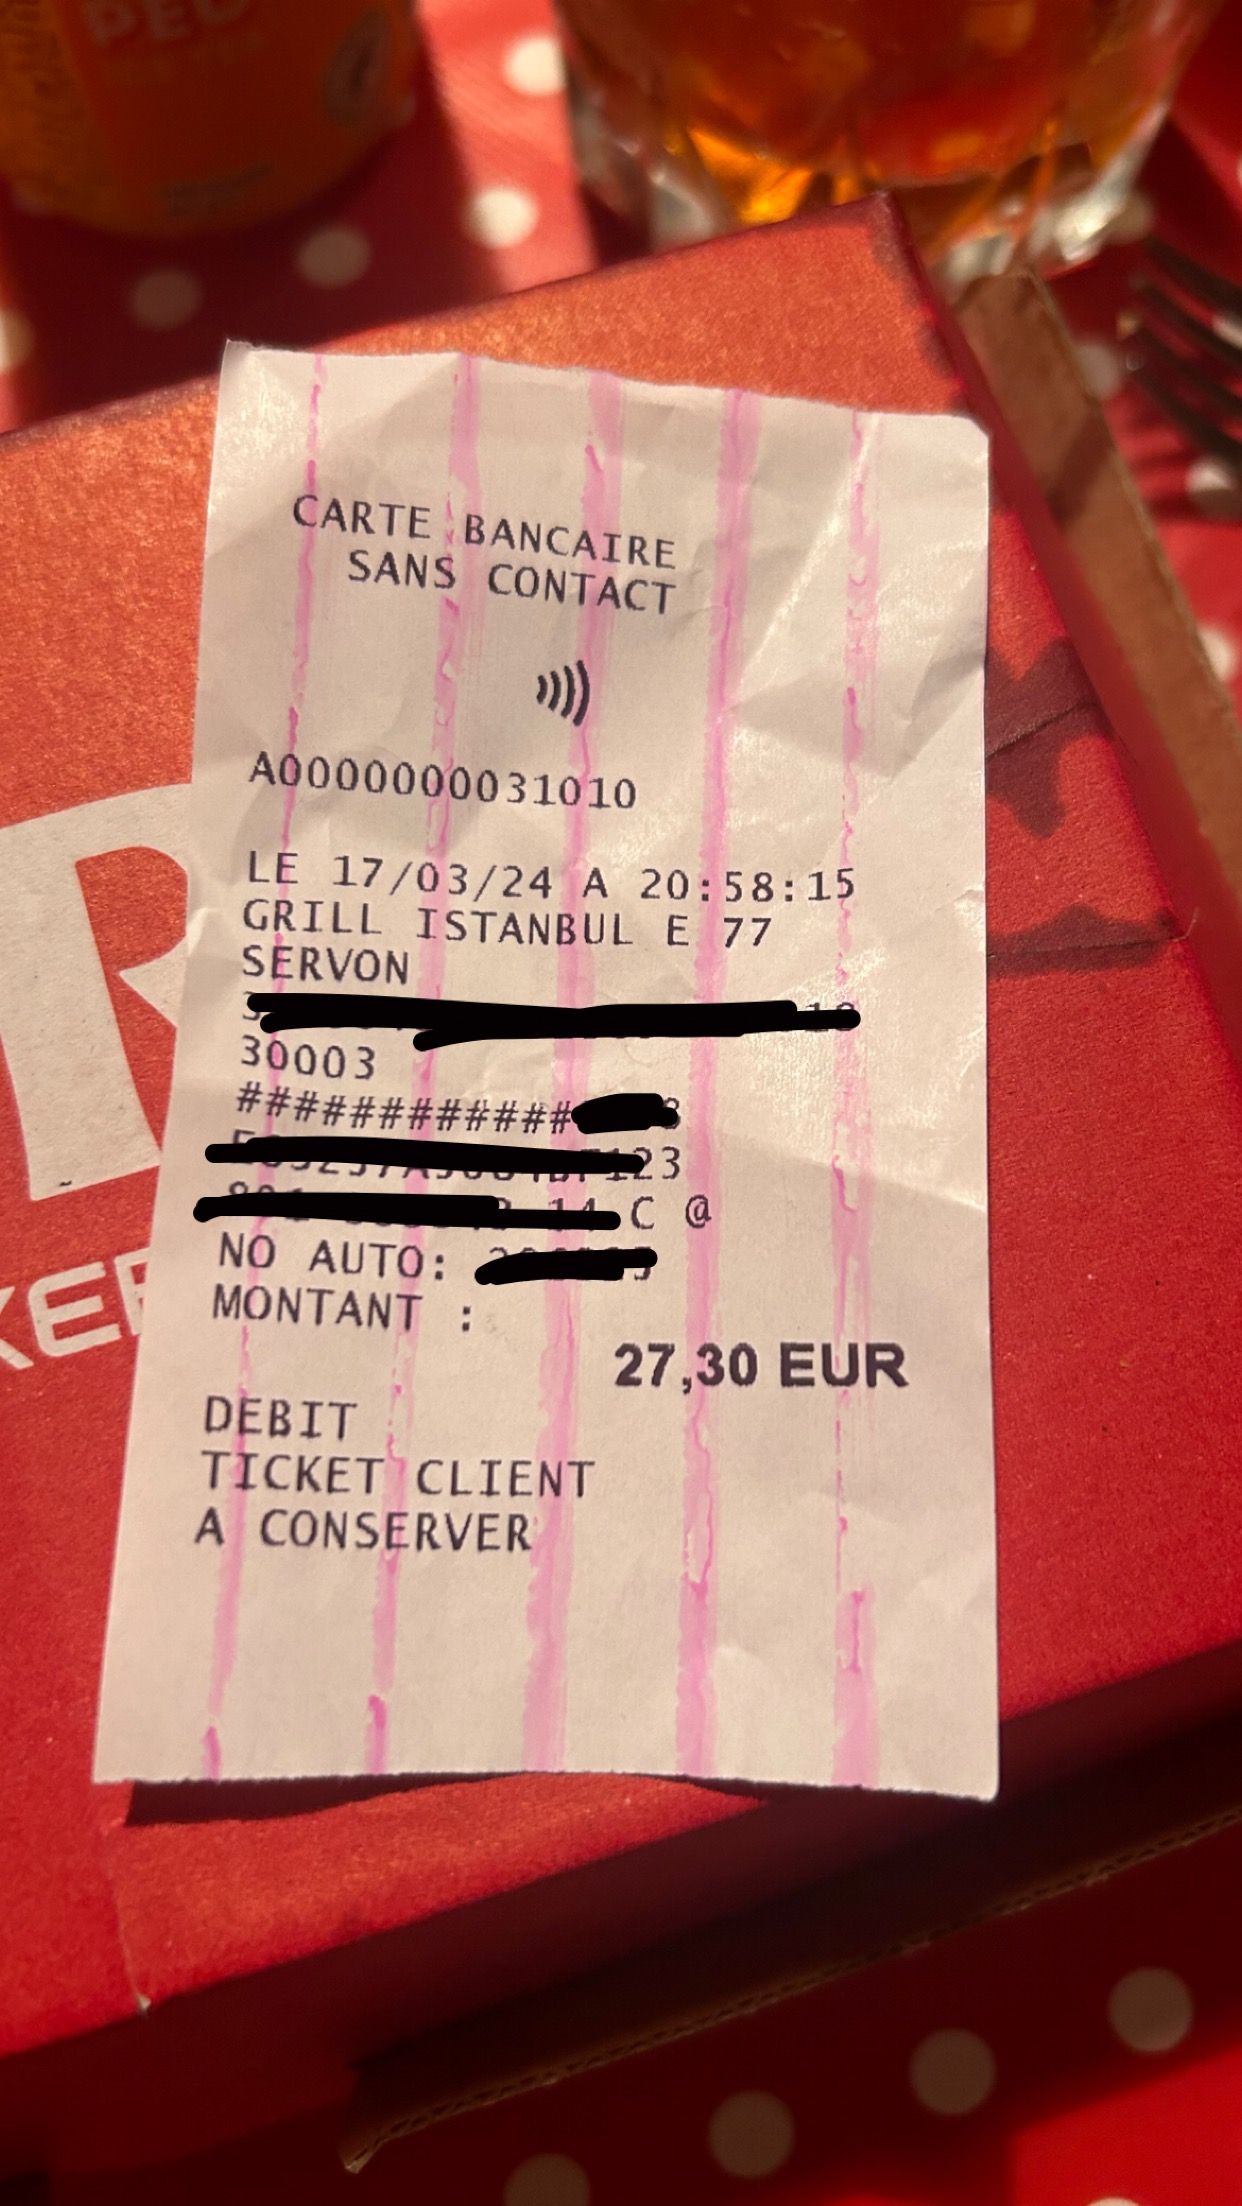 CARTE BANCAIRE
SANS CONTACT
A0000000031010
LE 17/03/24 A 20:58:15
GRILL ISTANBUL E 77
SERVON
30003
############
23
C @
NO AUTO:
MONTANT :
27,30 EUR
DEBIT
TICKET CLIENT
A CONSERVER